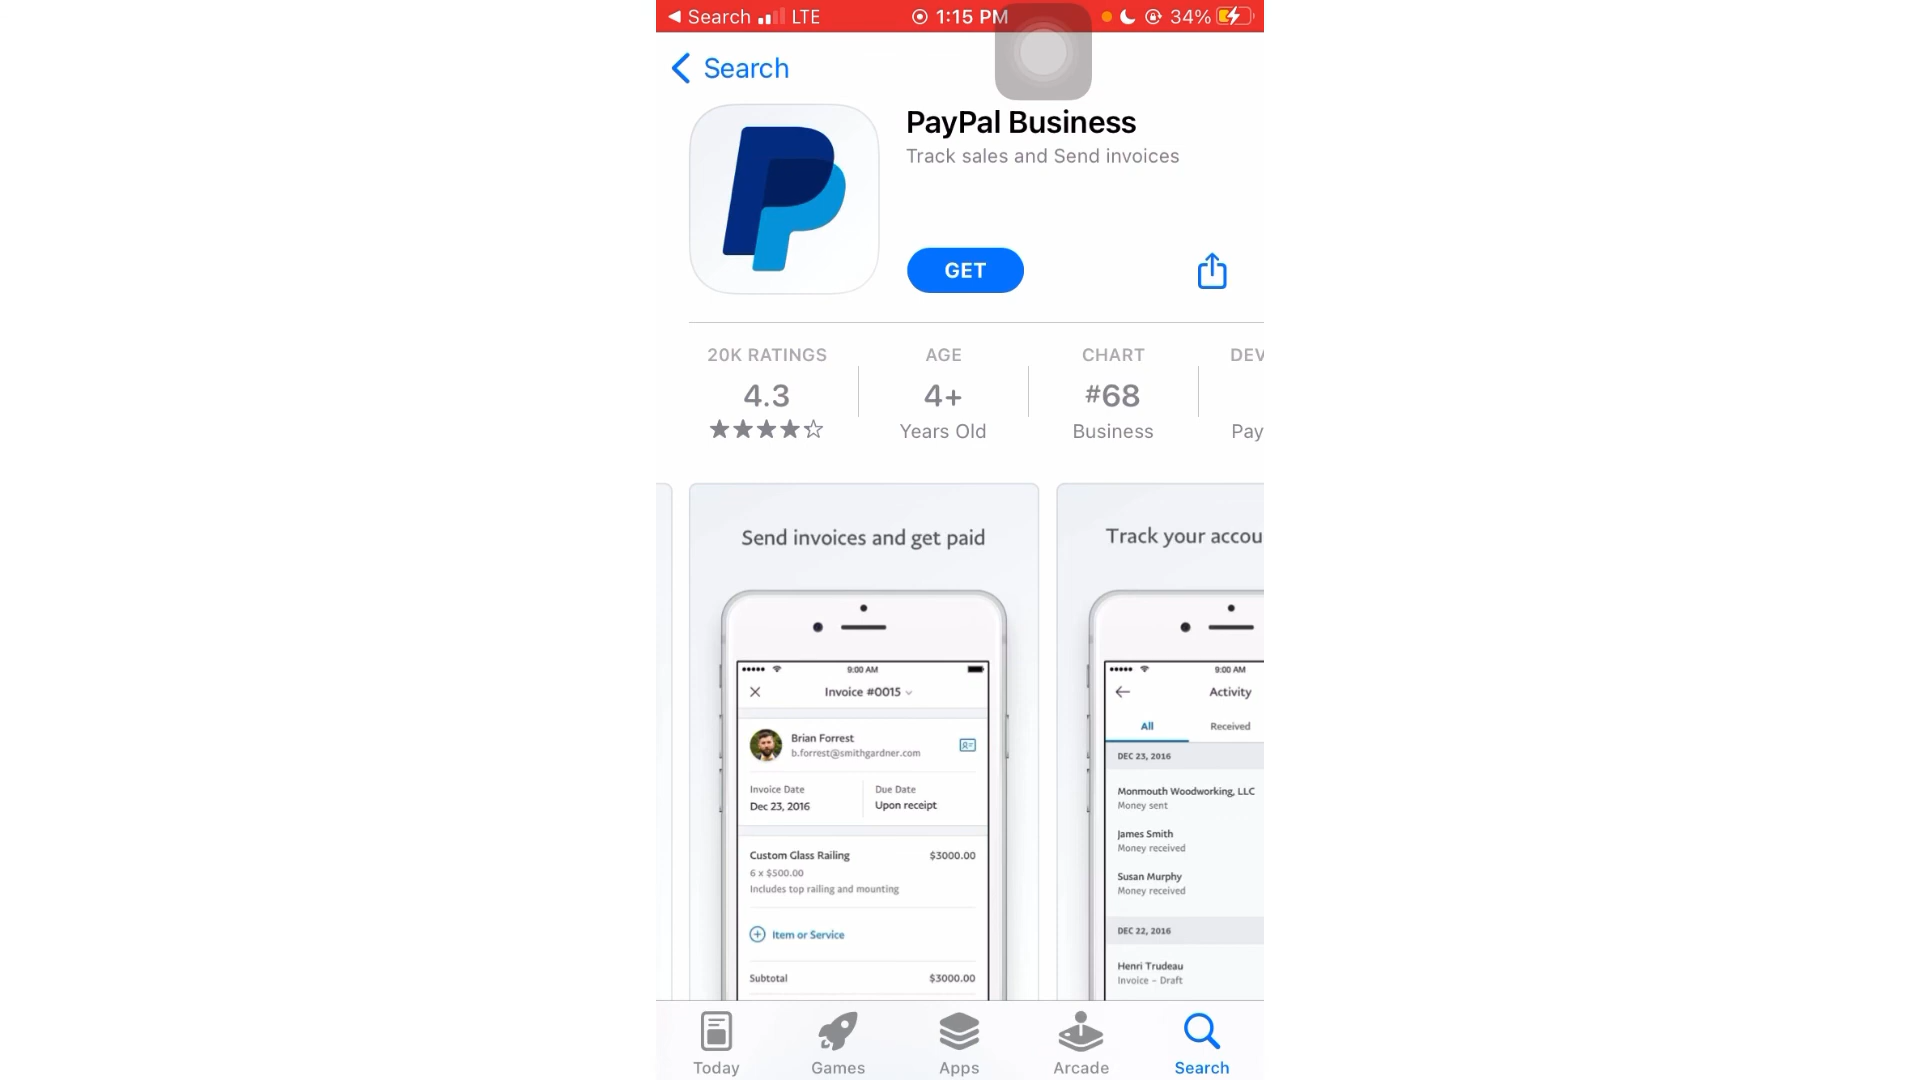 Search LTE 1:15 PM 34%
Search
PayPal Business
Track sales and Send invoices
GET
20K RATINGS AGE CHART DEV
4.3 4+ #68
Years Old Business Pay
Send invoices and get paid
9:00 AM
Invoice #0015
Brian Forrest
b.forrest@smithgardner.com
Invoice Date Due Date
Dec 23, 2016 Upon receipt
Custom Glass Railing $3000.00
6 x $500.00
Includes top railing and mounting
Item or Service
Subtotal $3000.00
Track your accou
9:00 AM
Activity
All Received
DEC 23, 2016
Monmouth Woodworking, LLC
Money sent
James Smith
Money received
Susan Murphy
Money received
DEC 22, 2016
Henri Trudeau
Invoice – Draft
Today Games Apps Arcade Search